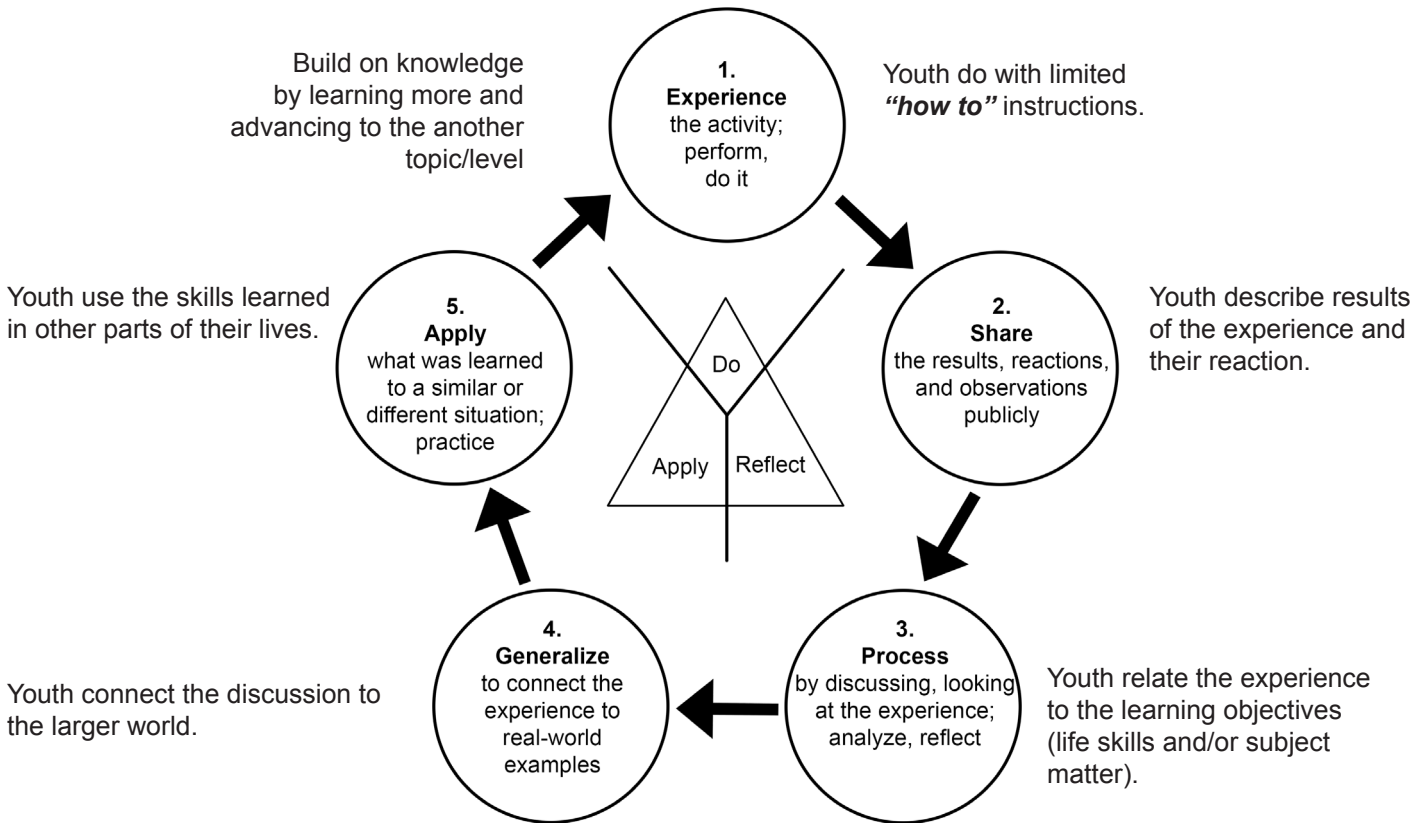 Build on knowledge
by learning more and
advancing to the another
topic/level
1.
Experience
the activity;
perform,
do it
Youth do with limited
“how to” instructions.
2.
Share
the results, reactions,
and observations
publicly
Youth describe results
of the experience and
their reaction.
3.
Process
by discussing, looking
at the experience;
analyze, reflect
Youth relate the experience
to the learning objectives
(life skills and/or subject
matter).
4.
Generalize
to connect the
experience to
real-world
examples
Youth connect the discussion to
the larger world.
5.
Apply
what was learned
to a similar or
different situation;
practice
Youth use the skills learned
in other parts of their lives.
Do
Apply
Reflect